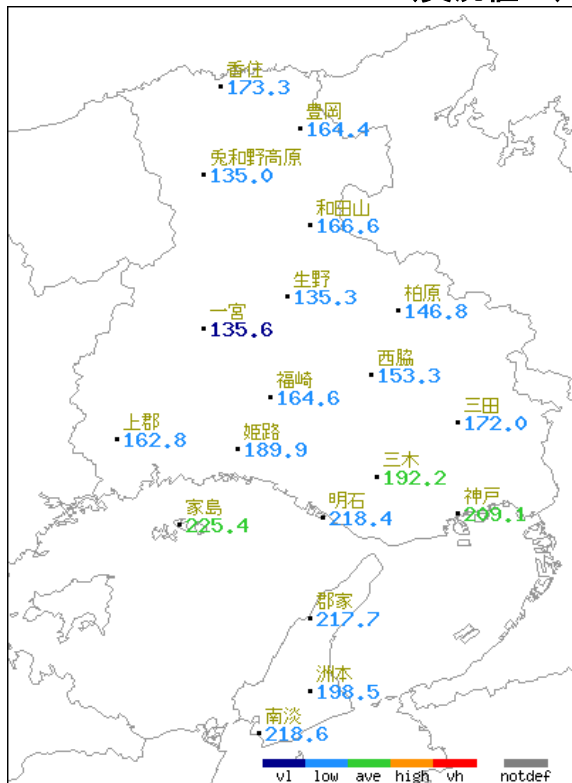 香住
173.3
豊岡
164.4
兎和野高原
135.0
和田山
166.6
生野
135.3
柏原
146.8
一宮
135.6
西脇
153.3
福崎
164.6
三田
172.0
上郡
162.8
姫路
189.9
三木
192.2
神戸
209.1
家島
225.4
明石
218.4
郡家
217.7
洲本
198.5
南淡
218.6
vl low ave high vh notdef